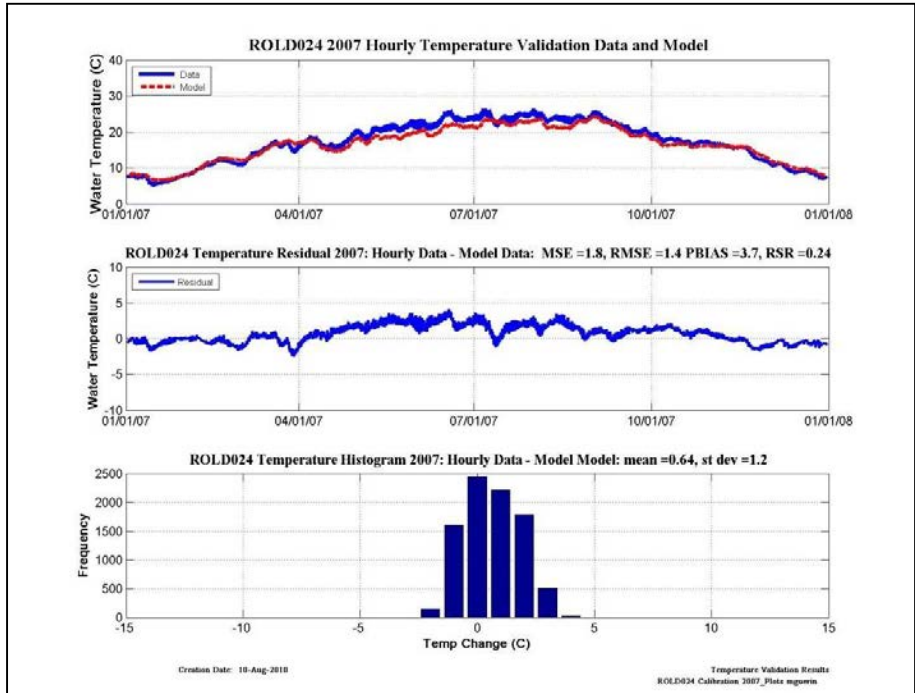 ROLD024 2007 Hourly Temperature Validation Data and Model
Water Temperature (C)
40
30
20
10
0
Data
Model
01/01/07
04/01/07
07/01/07
10/01/07
01/01/08
ROLD024 Temperature Residual 2007: Hourly Data - Model Data: MSE =1.8, RMSE =1.4 PBIAS =3.7, RSR =0.24
Water Temperature (C)
10
5
0
-5
-10
Residual
01/01/07
04/01/07
07/01/07
10/01/07
01/01/08
ROLD024 Temperature Histogram 2007: Hourly Data - Model Model: mean =0.64, st dev =1.2
Frequency
2500
2000
1500
1000
500
0
-15
-10
-5
0
5
10
15
Temp Change (C)
Creation Date: 10-Aug-2010
Temperature Validation Results
ROLD024 Calibration 2007_Plots mguerin